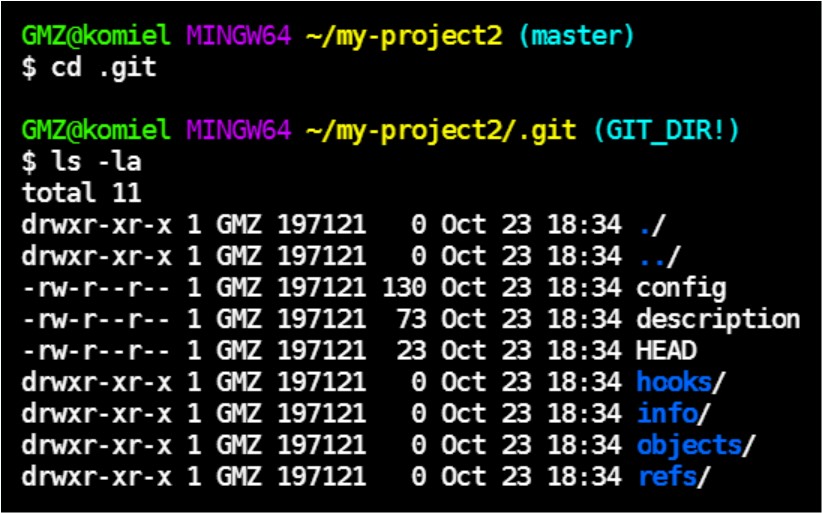 GMZ@komiel MINGW64 ~/my-project2 (master)
$ cd .git
GMZ@komiel MINGW64 ~/my-project2/.git (GIT_DIR!)
$ ls -la
total 11
drwxr-xr-x 1 GMZ 197121   0 Oct 23 18:34 ./
drwxr-xr-x 1 GMZ 197121   0 Oct 23 18:34 ../
-rw-r--r-- 1 GMZ 197121 130 Oct 23 18:34 config
-rw-r--r-- 1 GMZ 197121  73 Oct 23 18:34 description
-rw-r--r-- 1 GMZ 197121  23 Oct 23 18:34 HEAD
drwxr-xr-x 1 GMZ 197121   0 Oct 23 18:34 hooks/
drwxr-xr-x 1 GMZ 197121   0 Oct 23 18:34 info/
drwxr-xr-x 1 GMZ 197121   0 Oct 23 18:34 objects/
drwxr-xr-x 1 GMZ 197121   0 Oct 23 18:34 refs/